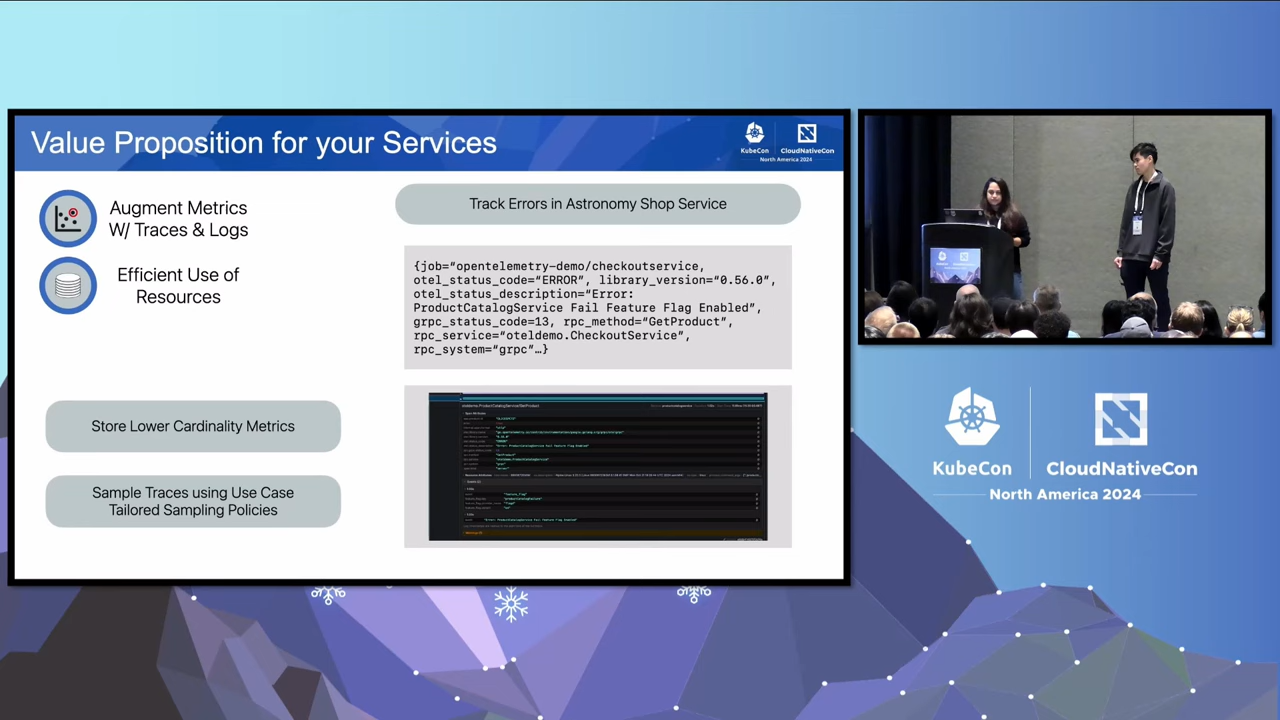 Value Proposition for your Services
KubeCon
CloudNativeCon
North America 2024
Augment Metrics
W/ Traces & Logs
Efficient Use of
Resources
Store Lower Cardinality Metrics
Sample Traces using Use Case
Tailored Sampling Policies
Track Errors in Astronomy Shop Service
{job=“opentelemetry-demo/checkoutservice,
otel_status_code=“ERROR”, library_version=“0.56.0”,
otel_status_description=“Error:
ProductCatalogService Fail Feature Flag Enabled”,
grpc_status_code=13, rpc_method=“GetProduct”,
rpc_service=“oteldemo.CheckoutService”,
rpc_system=“grpc”…}
KubeCon
CloudNativeCon
North America 2024